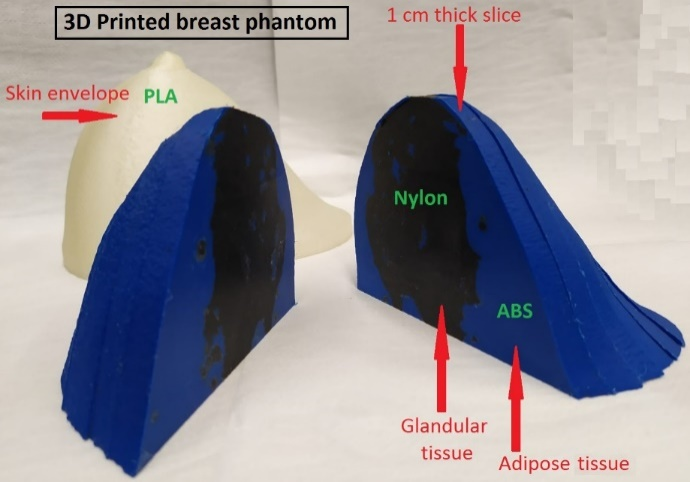 3D Printed breast phantom
1 cm thick slice
Skin envelope
PLA
Nylon
ABS
Glandular
tissue
Adipose tissue